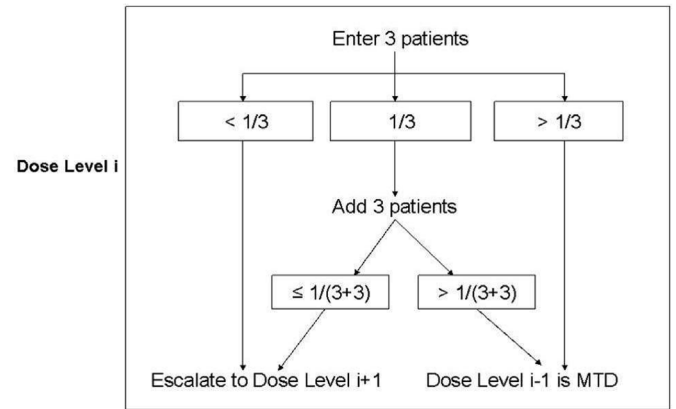 Enter 3 patients
< 1/3
1/3
> 1/3
Dose Level i
Add 3 patients
≤ 1/(3+3)
> 1/(3+3)
Escalate to Dose Level i+1
Dose Level i-1 is MTD